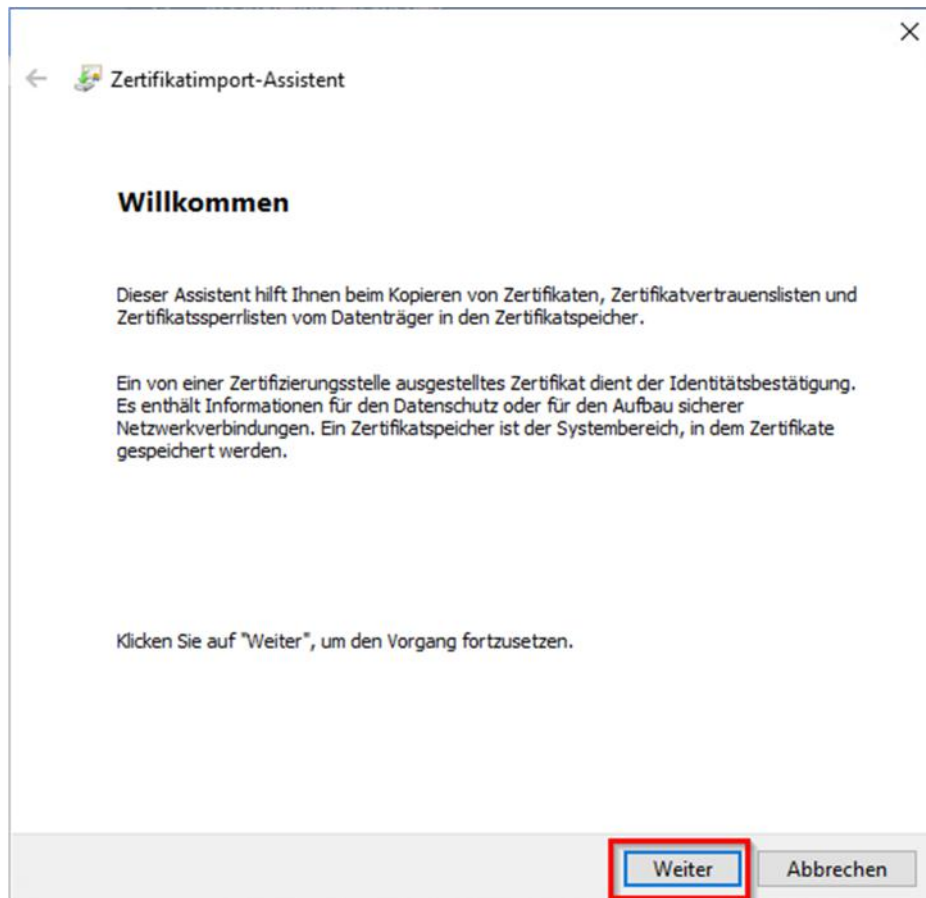 Zertifikatimport-Assistent
Willkommen
Dieser Assistent hilft Ihnen beim Kopieren von Zertifikaten, Zertifikatvertrauenslisten und
Zertifikatssperrlisten vom Datenträger in den Zertifikatspeicher.
Ein von einer Zertifizierungsstelle ausgestelltes Zertifikat dient der Identitätsbestätigung.
Es enthält Informationen für den Datenschutz oder für den Aufbau sicherer
Netzwerkverbindungen. Ein Zertifikatspeicher ist der Systembereich, in dem Zertifikate
gespeichert werden.
Klicken Sie auf "Weiter", um den Vorgang fortzusetzen.
Weiter Abbrechen